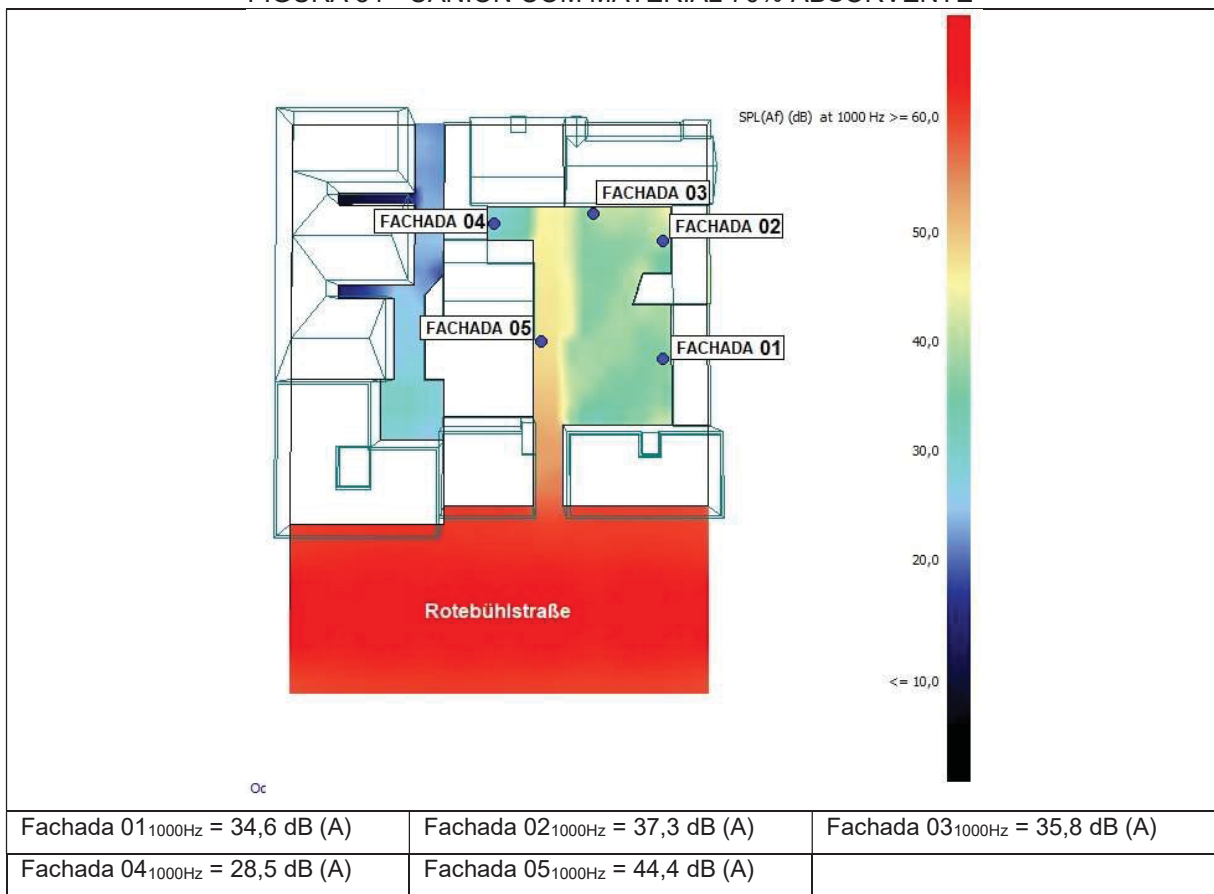 SPL(Af) (dB) at 1000 Hz >= 60,0
FACHADA 03
FACHADA 04
FACHADA 02
50,0
FACHADA 05
40,0
FACHADA 01
30,0
20,0
Rotebühlstraße
<= 10,0
Oc
Fachada 01 1000Hz = 34,6 dB (A)
Fachada 02 1000Hz = 37,3 dB (A)
Fachada 03 1000Hz = 35,8 dB (A)
Fachada 04 1000Hz = 28,5 dB (A)
Fachada 05 1000Hz = 44,4 dB (A)